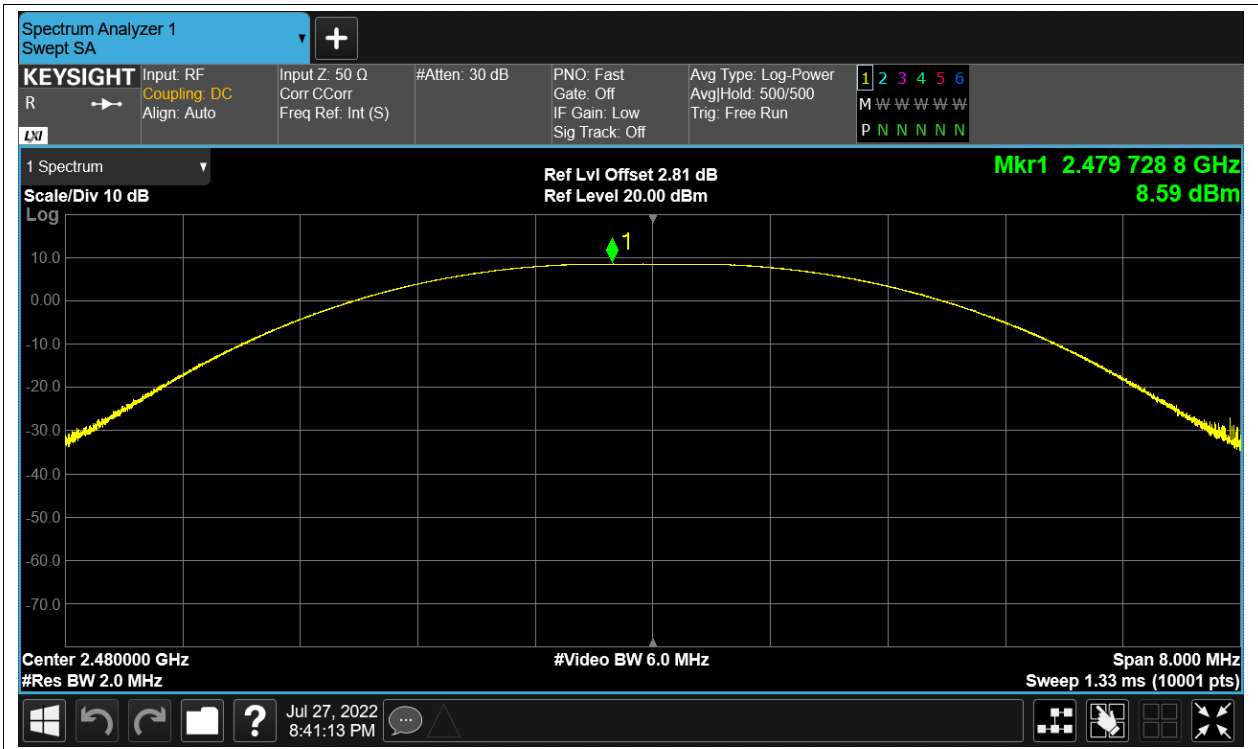 Spectrum Analyzer 1
Swept SA
KEYSIGHT
R
LXI
Input: RF
Coupling: DC
Align: Auto
Input Z: 50 Ω
Corr CCorr
Freq Ref: Int (S)
#Atten: 30 dB
PNO: Fast
Gate: Off
IF Gain: Low
Sig Track: Off
Avg Type: Log-Power
Avg|Hold: 500/500
Trig: Free Run
1 2 3 4 5 6
M W W W W W W
P N N N N N N
1 Spectrum
Scale/Div 10 dB
Log
Ref Lvl Offset 2.81 dB
Ref Level 20.00 dBm
Mkr1 2.479 728 8 GHz
8.59 dBm
1
10.0
0.00
-10.0
-20.0
-30.0
-40.0
-50.0
-60.0
-70.0
Center 2.480000 GHz
#Res BW 2.0 MHz
#Video BW 6.0 MHz
Span 8.000 MHz
Sweep 1.33 ms (10001 pts)
?
Jul 27, 2022
8:41:13 PM